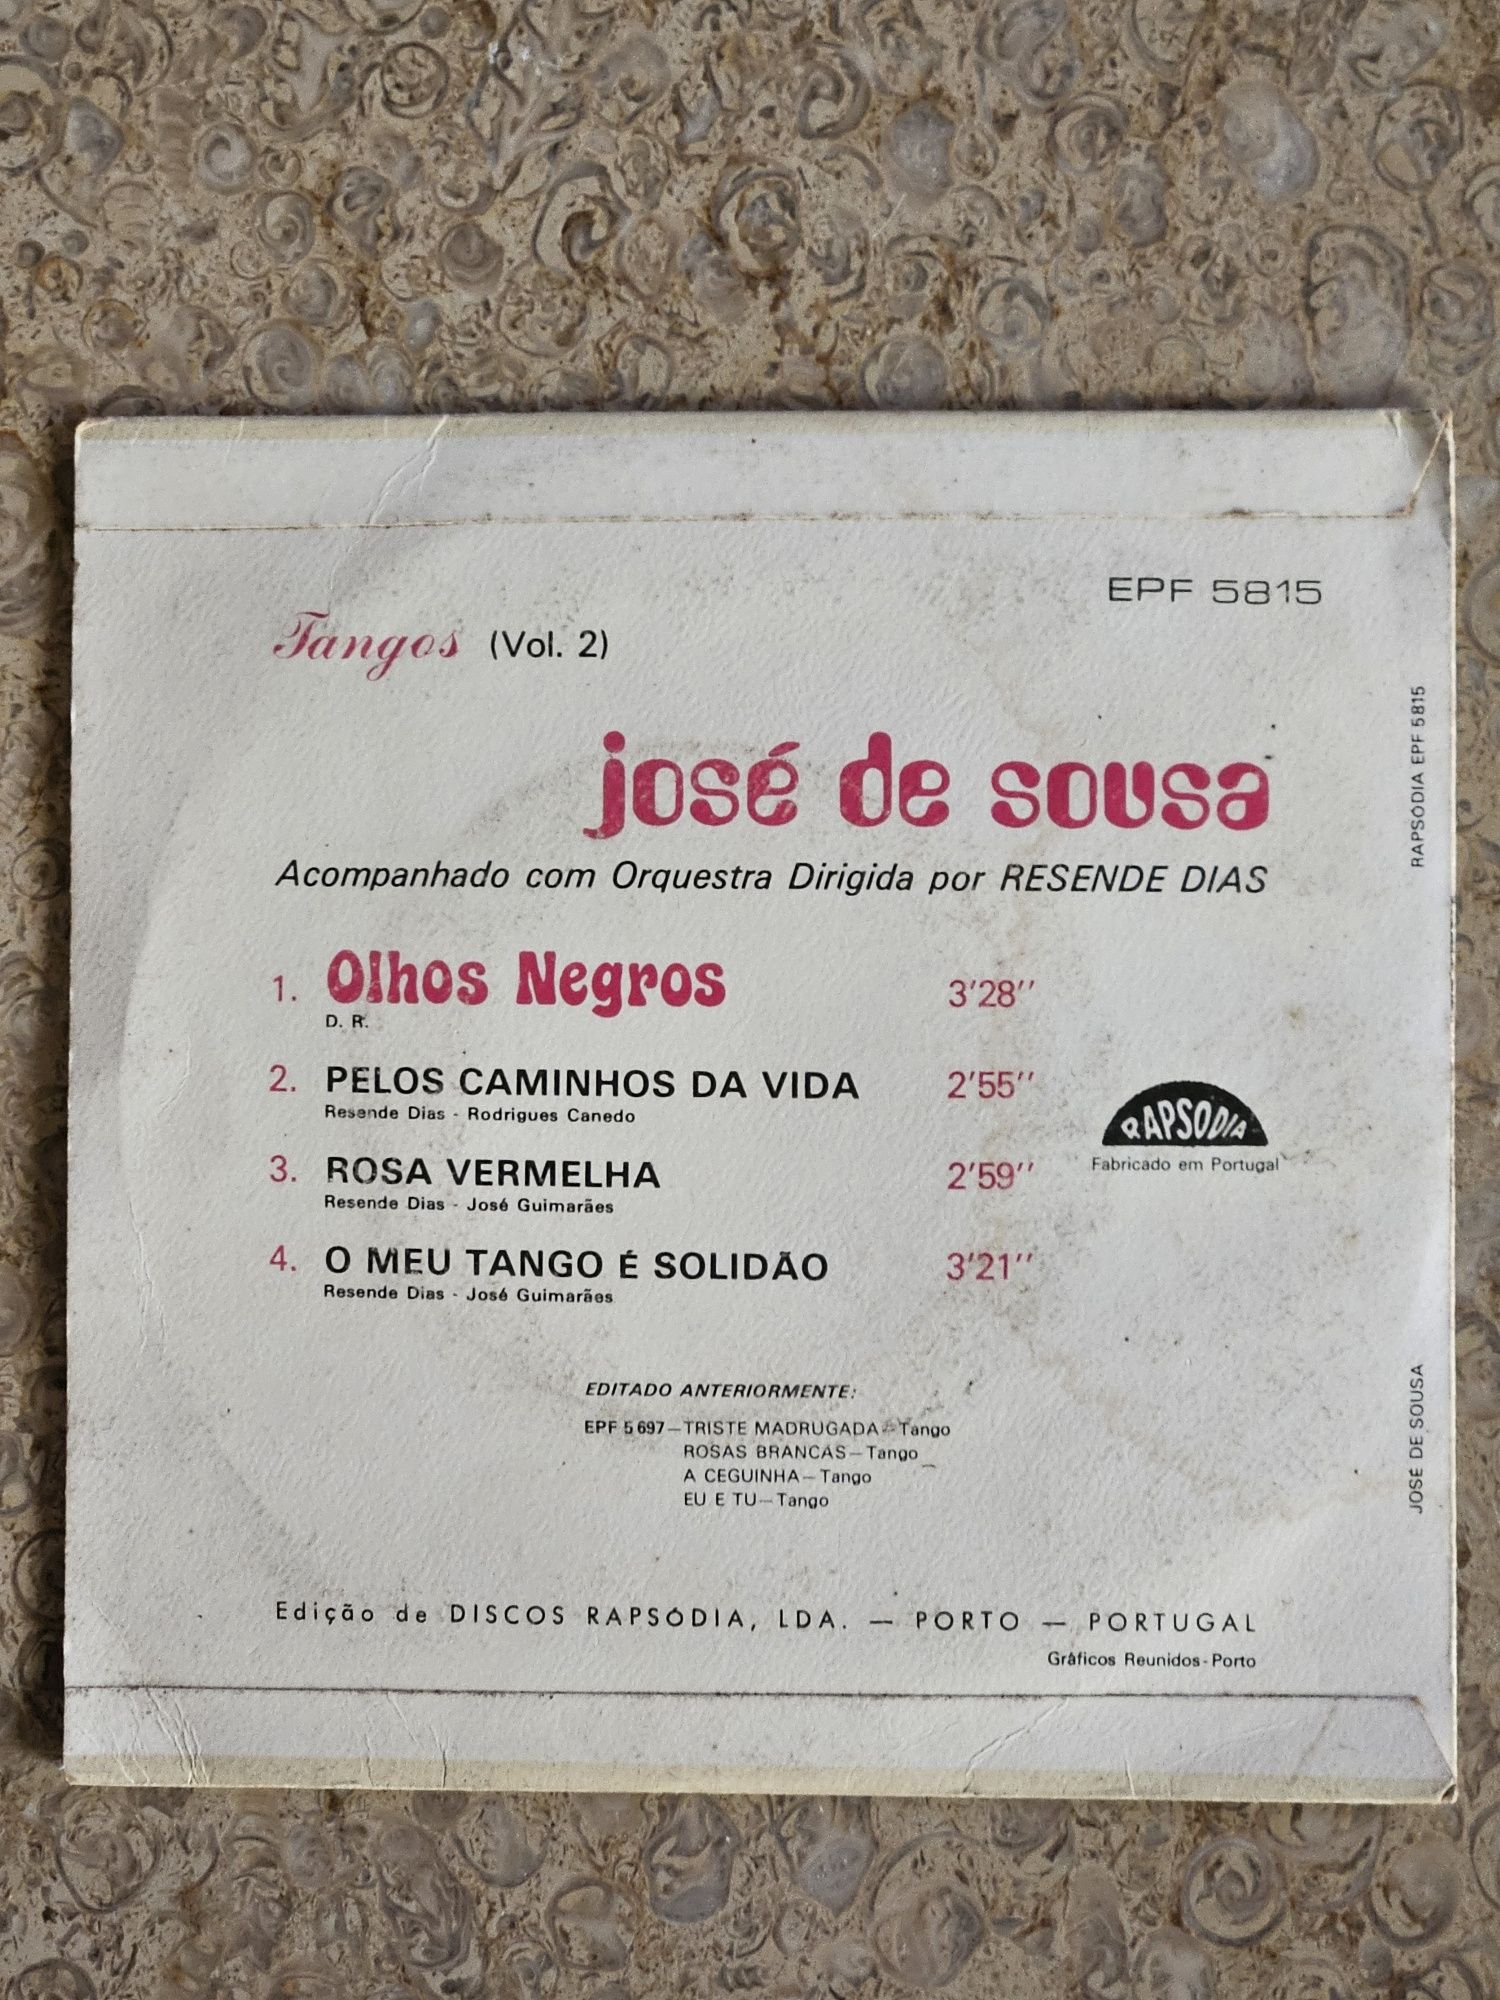 EPF 5815
Tangos (Vol. 2)
josé de sousa
Acompanhado com Orquestra Dirigida por RESENDE DIAS
1. Olhos Negros 3'28''
D. R.
2. PELOS CAMINHOS DA VIDA 2'55''
Resende Dias - Rodrigues Canedo
3. ROSA VERMELHA 2'59''
Resende Dias - José Guimarães
4. O MEU TANGO É SOLIDÃO 3'21''
Resende Dias - José Guimarães
RAPSODIA
Fabricado em Portugal
EDITADO ANTERIORMENTE:
EPF 5697—TRISTE MADRUGADA—Tango
ROSAS BRANCAS—Tango
A CEGUINHA—Tango
EU E TU—Tango
Edição de DISCOS RAPSÓDIA, LDA. — PORTO — PORTUGAL
Gráficos Reunidos-Porto
RAPSÓDIA EPF 5815
JOSÉ DE SOUSA